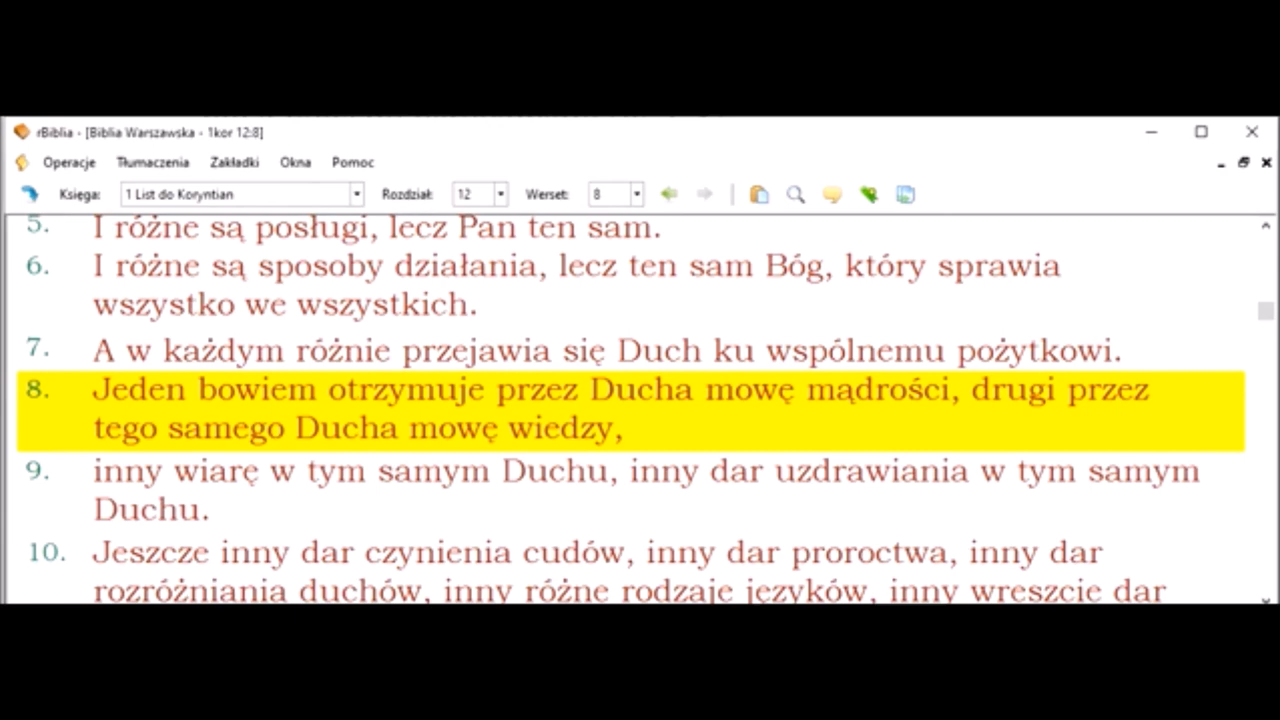 rBiblia - [Biblia Warszawska - 1kor 12:8]
Operacje Tłumaczenia Zakładki Okna Pomoc
Księga: 1 List do Koryntian Rozdział: 12 Werset: 8
5. I różne są posługi, lecz Pan ten sam.
6. I różne są sposoby działania, lecz ten sam Bóg, który sprawia
wszystko we wszystkich.
7. A w każdym różnie przejawia się Duch ku wspólnemu pożytkowi.
8. Jeden bowiem otrzymuje przez Ducha mowę mądrości, drugi przez
tego samego Ducha mowę wiedzy,
9. inny wiarę w tym samym Duchu, inny dar uzdrawiania w tym samym
Duchu.
10. Jeszcze inny dar czynienia cudów, inny dar proroctwa, inny dar
rozróżniania duchów, inny różne rodzaje języków, inny wreszcie dar